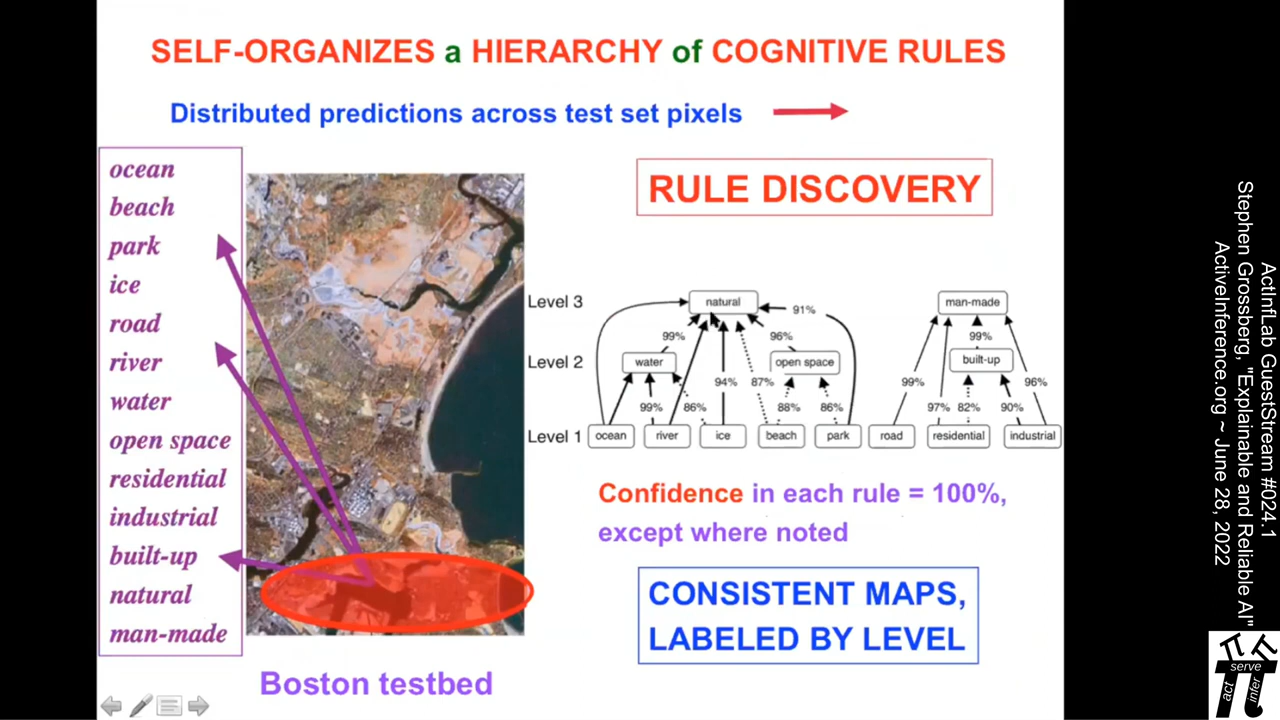 SELF-ORGANIZES a HIERARCHY of COGNITIVE RULES
Distributed predictions across test set pixels
ocean
beach
park
ice
road
river
water
open space
residential
industrial
built-up
natural
man-made
Boston testbed
RULE DISCOVERY
Level 3
natural
91%
man-made
99%
96%
99%
Level 2
water
open space
built-up
94%
87%
99%
96%
99%
86%
88%
86%
97%
82%
90%
Level 1
ocean
river
ice
beach
park
road
residential
industrial
Confidence in each rule = 100%,
except where noted
CONSISTENT MAPS,
LABELED BY LEVEL
ActInfLab GuestStream #024.1
Stephen Grossberg, "Explainable and Reliable AI"
ActiveInference.org ~ June 28, 2022
serve
act
infer